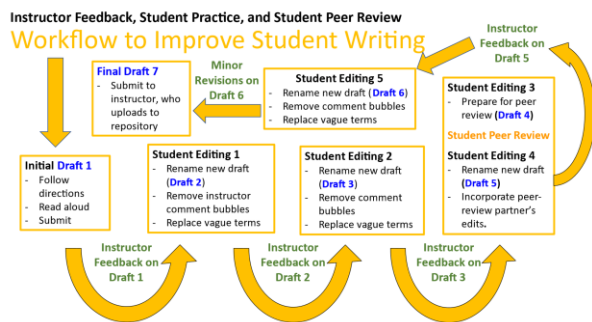 Instructor Feedback, Student Practice, and Student Peer Review
Workflow to Improve Student Writing
Initial Draft 1
- Follow
directions
- Read aloud
- Submit
Instructor
Feedback on
Draft 1
Student Editing 1
- Rename new draft
(Draft 2)
- Remove instructor
comment bubbles
- Replace vague terms
Instructor
Feedback on
Draft 2
Student Editing 2
- Rename new draft
(Draft 3)
- Remove comment
bubbles
- Replace vague terms
Instructor
Feedback on
Draft 3
Student Editing 3
- Prepare for peer
review (Draft 4)
Student Peer Review
Student Editing 4
- Rename new draft
(Draft 5)
- Incorporate peer-
review partner's
edits.
Instructor
Feedback on
Draft 5
Student Editing 5
- Rename new draft (Draft 6)
- Remove comment bubbles
- Replace vague terms
Minor
Revisions on
Draft 6
Final Draft 7
- Submit to
instructor, who
uploads to
repository